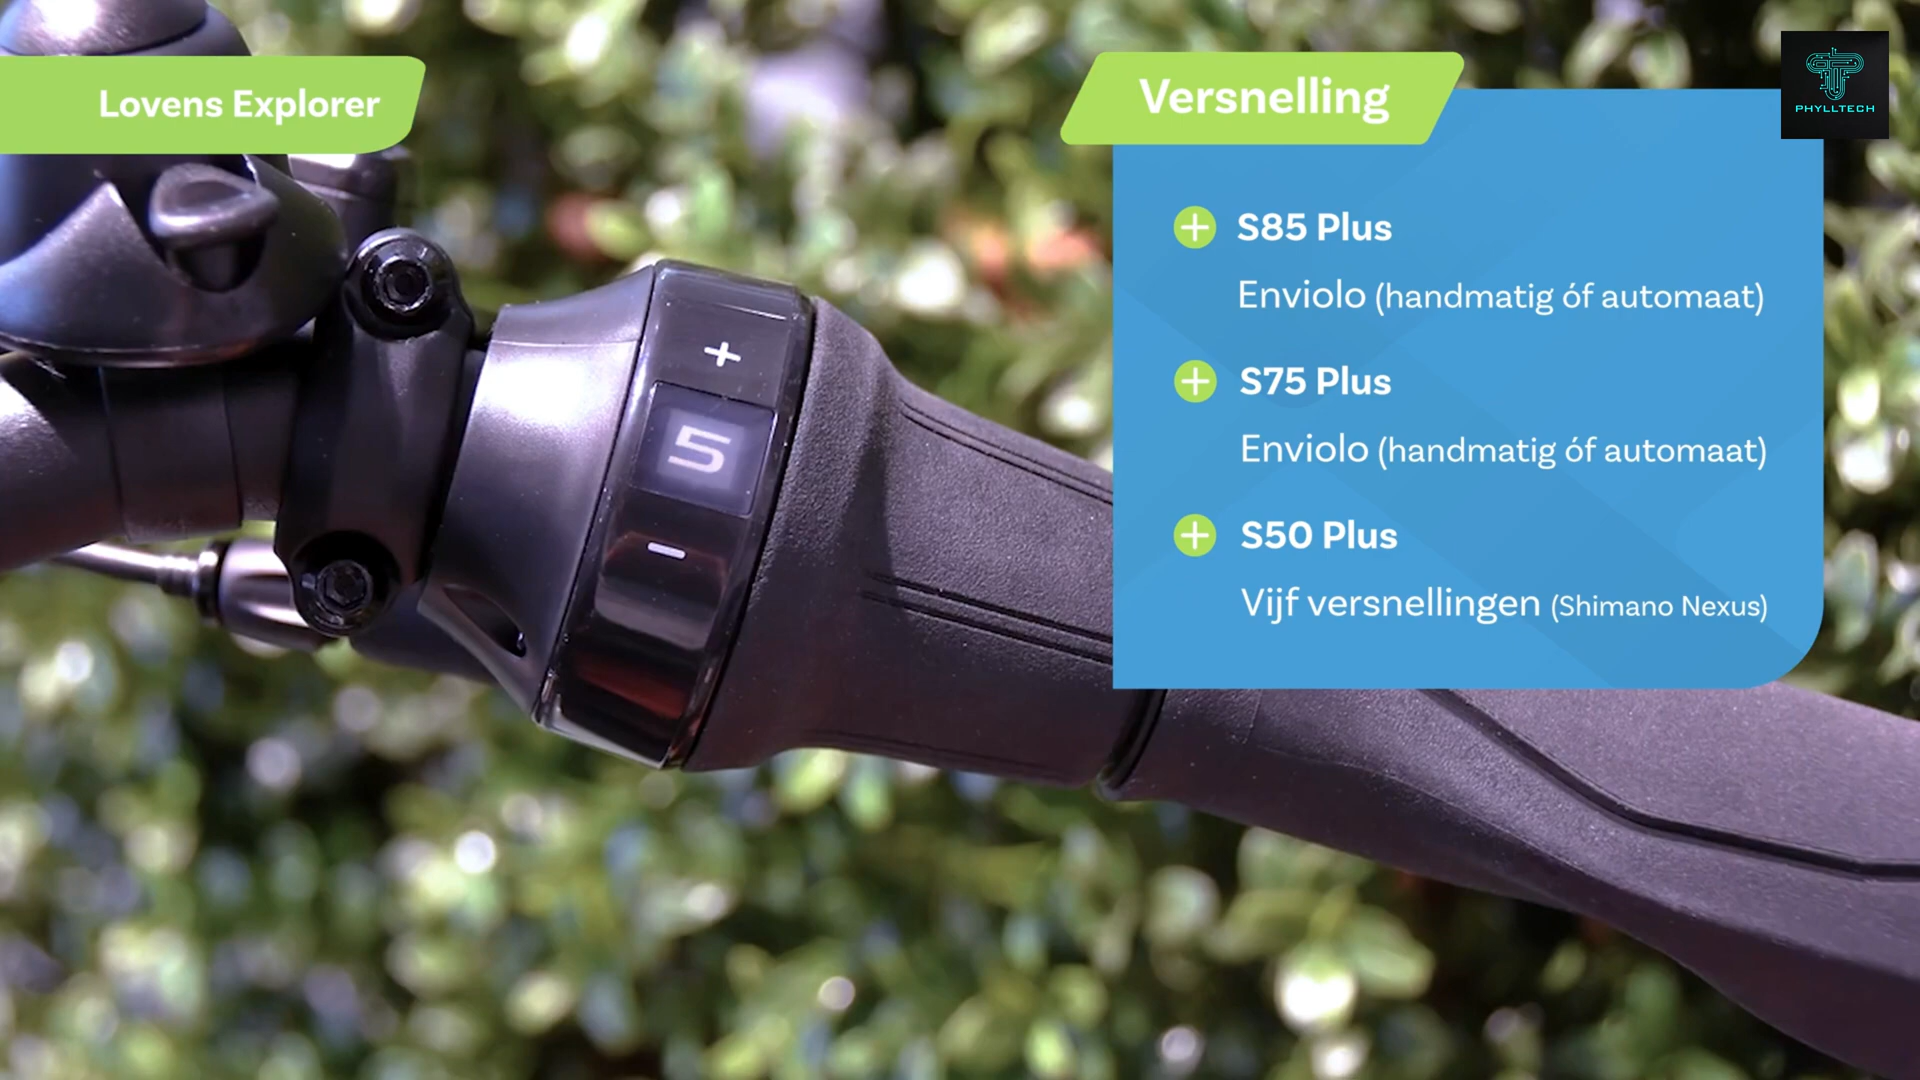 Lovens Explorer
Versnelling
PHYLLTECH
S85 Plus
Enviolo (handmatig óf automaat)
S75 Plus
Enviolo (handmatig óf automaat)
S50 Plus
Vijf versnellingen (Shimano Nexus)
+
5
-